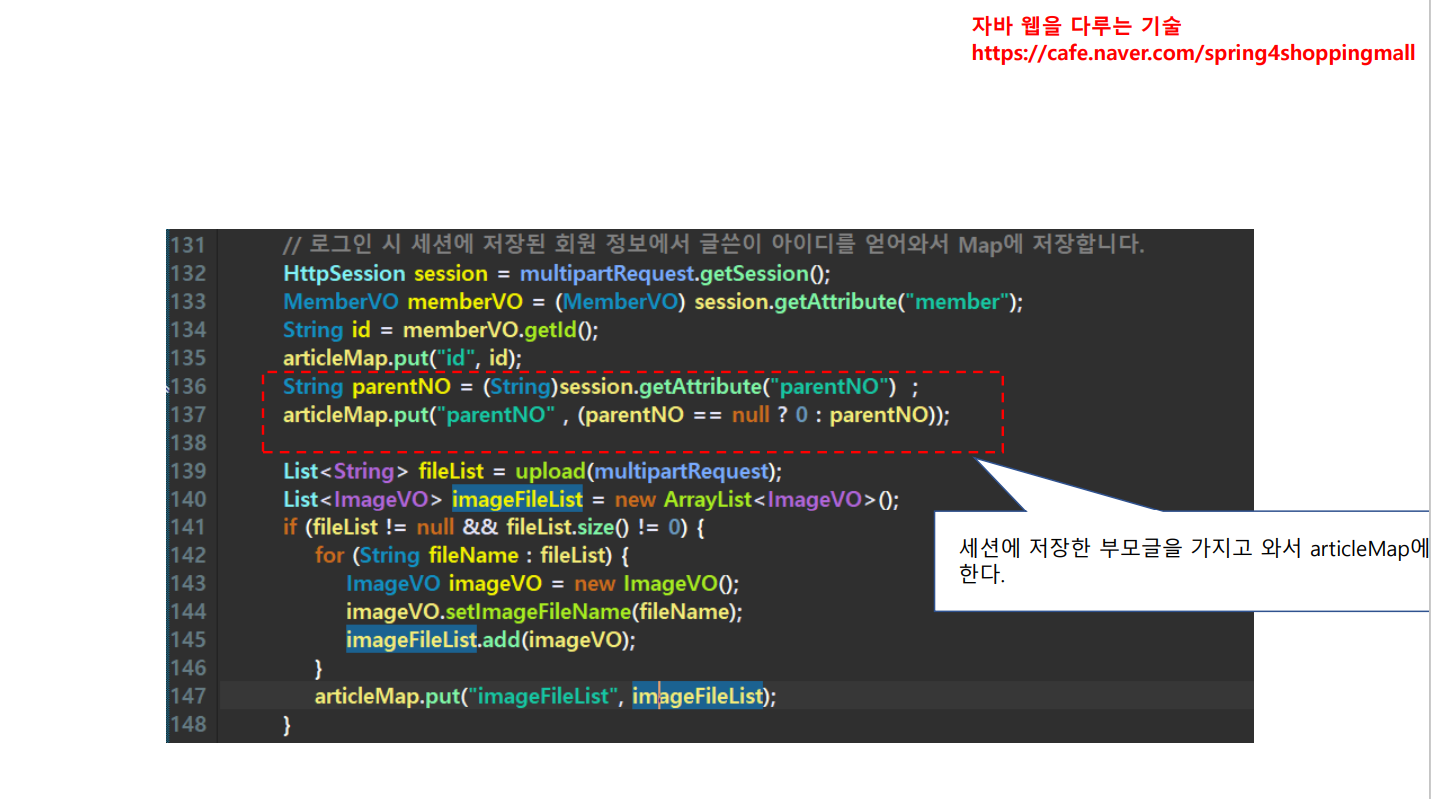 자바 웹을 다루는 기술
https://cafe.naver.com/spring4shoppingmall
131 // 로그인 시 세션에 저장된 회원 정보에서 글쓴이 아이디를 얻어와서 Map에 저장합니다.
132 HttpSession session = multipartRequest.getSession();
133 MemberVO memberVO = (MemberVO) session.getAttribute("member");
134 String id = memberVO.getId();
135 articleMap.put("id", id);
136 String parentNO = (String)session.getAttribute("parentNO") ;
137 articleMap.put("parentNO" , (parentNO == null ? 0 : parentNO));
138
139 List<String> fileList = upload(multipartRequest);
140 List<ImageVO> imageFileList = new ArrayList<ImageVO>();
141 if (fileList != null && fileList.size() != 0) {
142 for (String fileName : fileList) {
143 ImageVO imageVO = new ImageVO();
144 imageVO.setImageFileName(fileName);
145 imageFileList.add(imageVO);
146 }
147 articleMap.put("imageFileList", imageFileList);
148 }
세션에 저장한 부모글을 가지고 와서 articleMap에
한다.